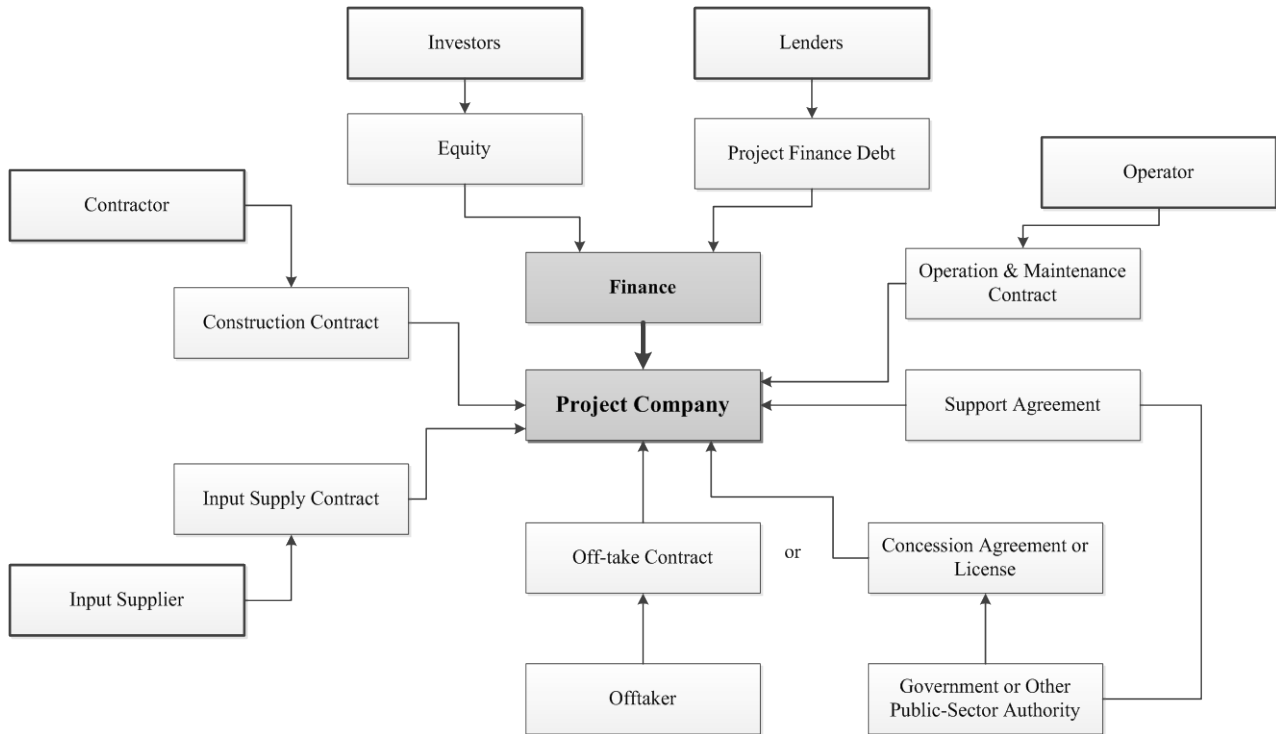 Investors
Lenders
Equity
Project Finance Debt
Operator
Contractor
Finance
Operation & Maintenance
Contract
Construction Contract
Project Company
Support Agreement
Input Supply Contract
Off-take Contract
or
Concession Agreement or
License
Input Supplier
Offtaker
Government or Other
Public-Sector Authority